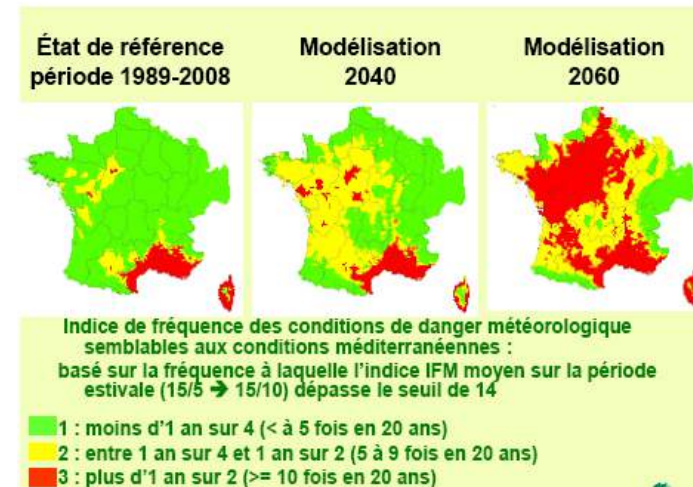 État de référence
période 1989-2008
Modélisation
2040
Modélisation
2060
Indice de fréquence des conditions de danger météorologique
semblables aux conditions méditerranéennes :
basé sur la fréquence à laquelle l'indice IFM moyen sur la période
estivale (15/5 ➔ 15/10) dépasse le seuil de 14
1 : moins d'1 an sur 4 (< à 5 fois en 20 ans)
2 : entre 1 an sur 4 et 1 an sur 2 (5 à 9 fois en 20 ans)
3 : plus d'1 an sur 2 (>= 10 fois en 20 ans)